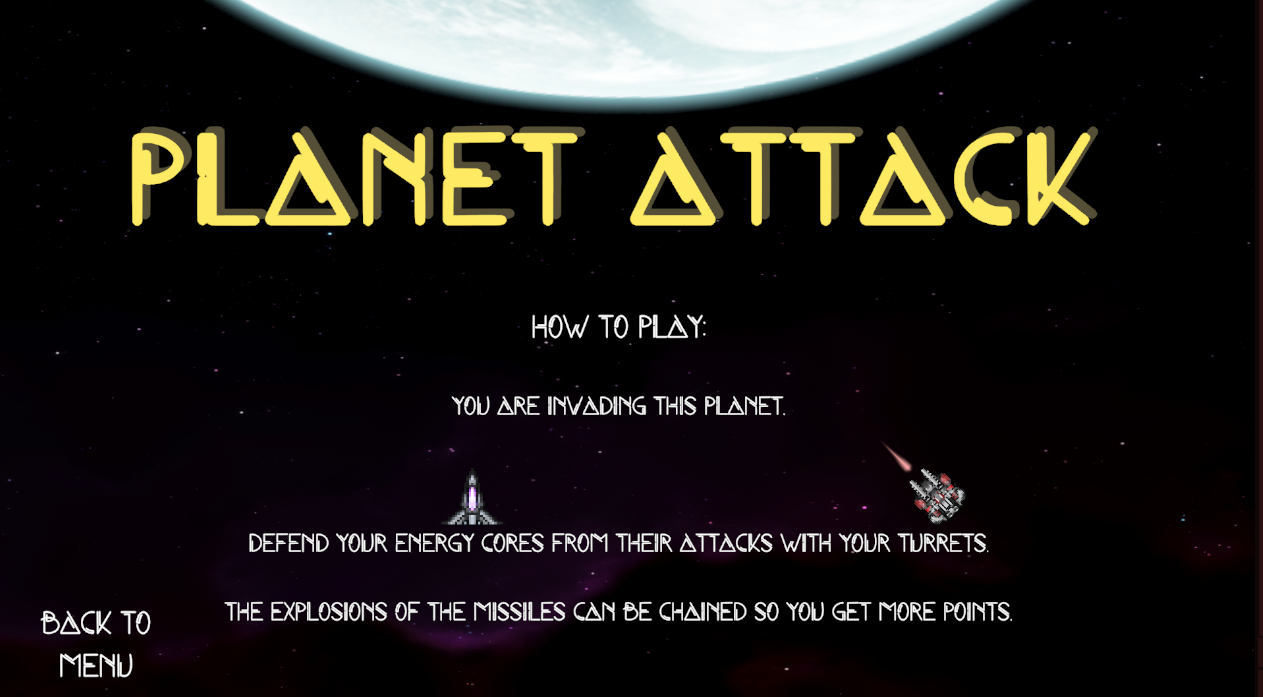 PLANET ATTACK
HOW TO PLAY:
YOU ARE INVADING THIS PLANET.
DEFEND YOUR ENERGY CORES FROM THEIR ATTACKS WITH YOUR TURRETS.
THE EXPLOSIONS OF THE MISSILES CAN BE CHAINED SO YOU GET MORE POINTS.
BACK TO
MENU